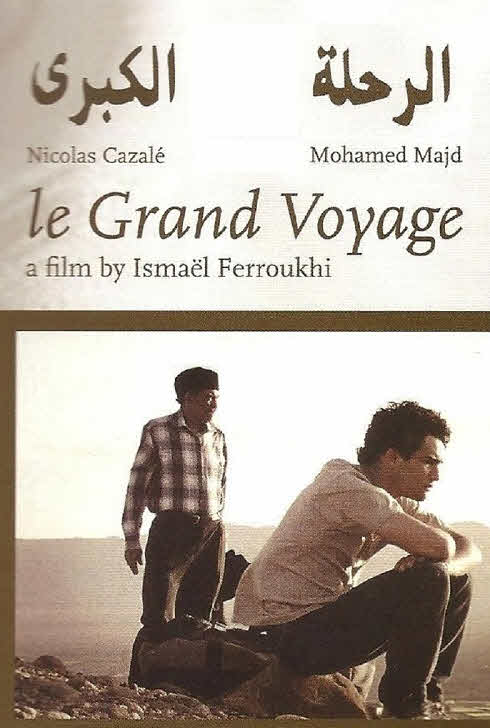 الرحلة الكبرى
Nicolas Cazalé Mohamed Majd
le Grand Voyage
a film by Ismaël Ferroukhi